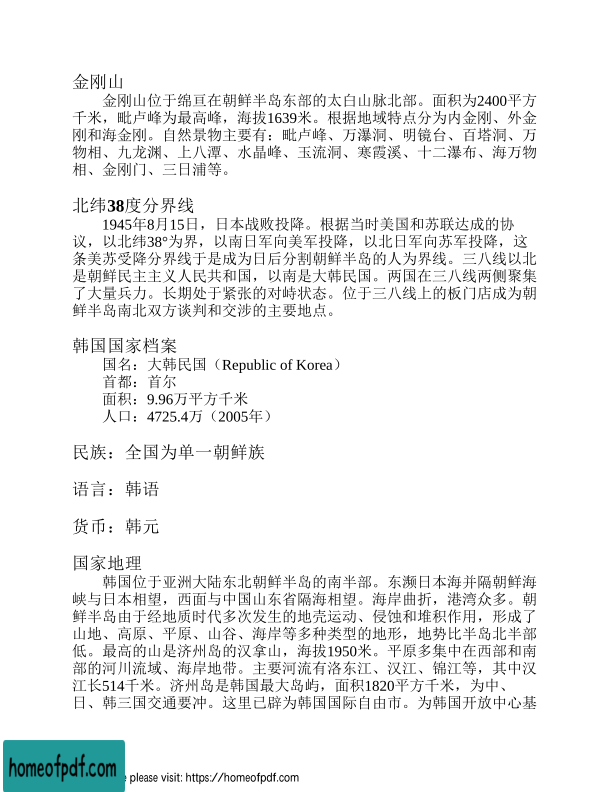 金刚山
金刚山位于绵亘在朝鲜半岛东部的太白山脉北部。面积为2400平方
千米，毗卢峰为最高峰，海拔1639米。根据地域特点分为内金刚、外金
刚和海金刚。自然景物主要有：毗卢峰、万瀑洞、明镜台、百塔洞、万
物相、九龙渊、上八潭、水晶峰、玉流洞、寒霞溪、十二瀑布、海万物
相、金刚门、三日浦等。
北纬38度分界线
1945年8月15日，日本战败投降。根据当时美国和苏联达成的协
议，以北纬38°为界，以南日军向美军投降，以北日军向苏军投降，这
条美苏受降分界线于是成为日后分割朝鲜半岛的人为界线。三八线以北
是朝鲜民主主义人民共和国，以南是大韩民国。两国在三八线两侧聚集
了大量兵力。长期处于紧张的对峙状态。位于三八线上的板门店成为朝
鲜半岛南北双方谈判和交涉的主要地点。
韩国国家档案
国名：大韩民国（Republic of Korea）
首都：首尔
面积：9.96万平方千米
人口：4725.4万（2005年）
民族：全国为单一朝鲜族
语言：韩语
货币：韩元
国家地理
韩国位于亚洲大陆东北朝鲜半岛的南半部。东濒日本海并隔朝鲜海
峡与日本相望，西面与中国山东省隔海相望。海岸曲折，港湾众多。朝
鲜半岛由于经地质时代多次发生的地壳运动、侵蚀和堆积作用，形成了
山地、高原、平原、山谷、海岸等多种类型的地形，地势比半岛北半部
低。最高的山是济州岛的汉拿山，海拔1950米。平原多集中在西部和南
部的河川流域、海岸地带。主要河流有洛东江、汉江、锦江等，其中汉
江长514千米。济州岛是韩国最大岛屿，面积1820平方千米，为中、
日、韩三国交通要冲。这里已辟为韩国国际自由市。为韩国开放中心基
homeofpdf.com
e please visit: https://homeofpdf.com